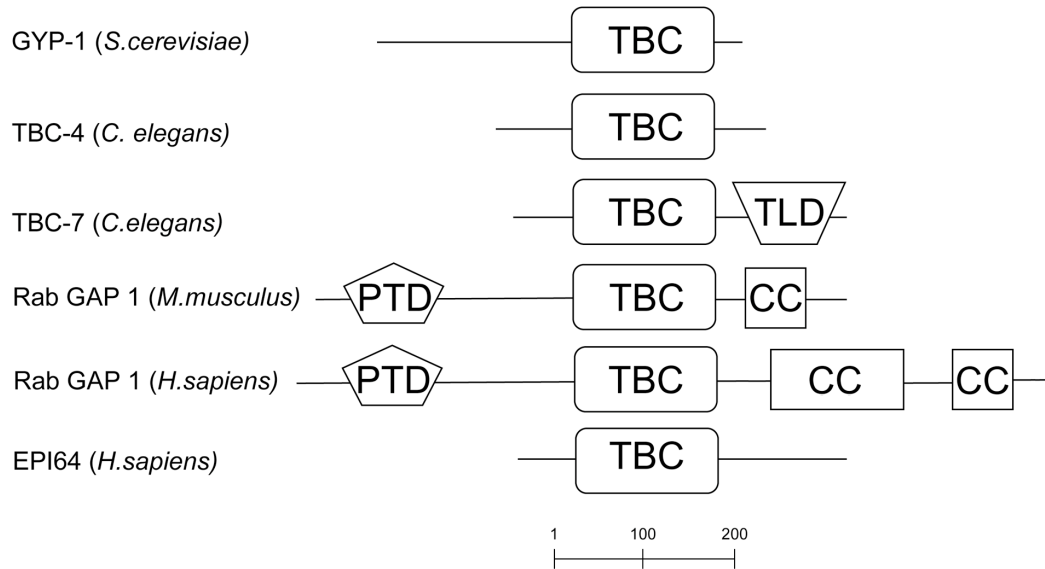 GYP-1 (S.cerevisiae) TBC
TBC-4 (C. elegans) TBC
TBC-7 (C.elegans) TBC TLD
Rab GAP 1 (M.musculus) PTD TBC CC
Rab GAP 1 (H.sapiens) PTD TBC CC CC
EPI64 (H.sapiens) TBC
1 100 200